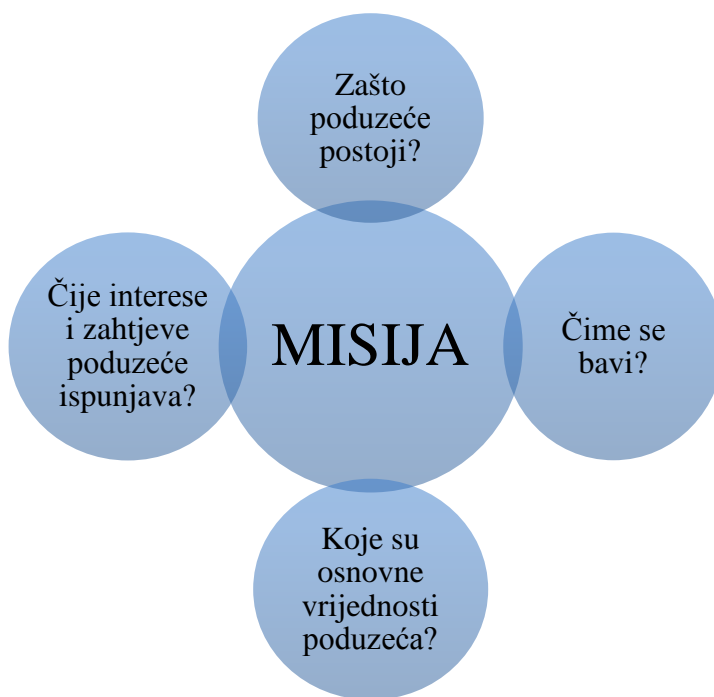 Zašto
poduzeće
postoji?
Čije interese
i zahtjeve
poduzeće
ispunjava?
MISIJA
Čime se
bavi?
Koje su
osnovne
vrijednosti
poduzeća?